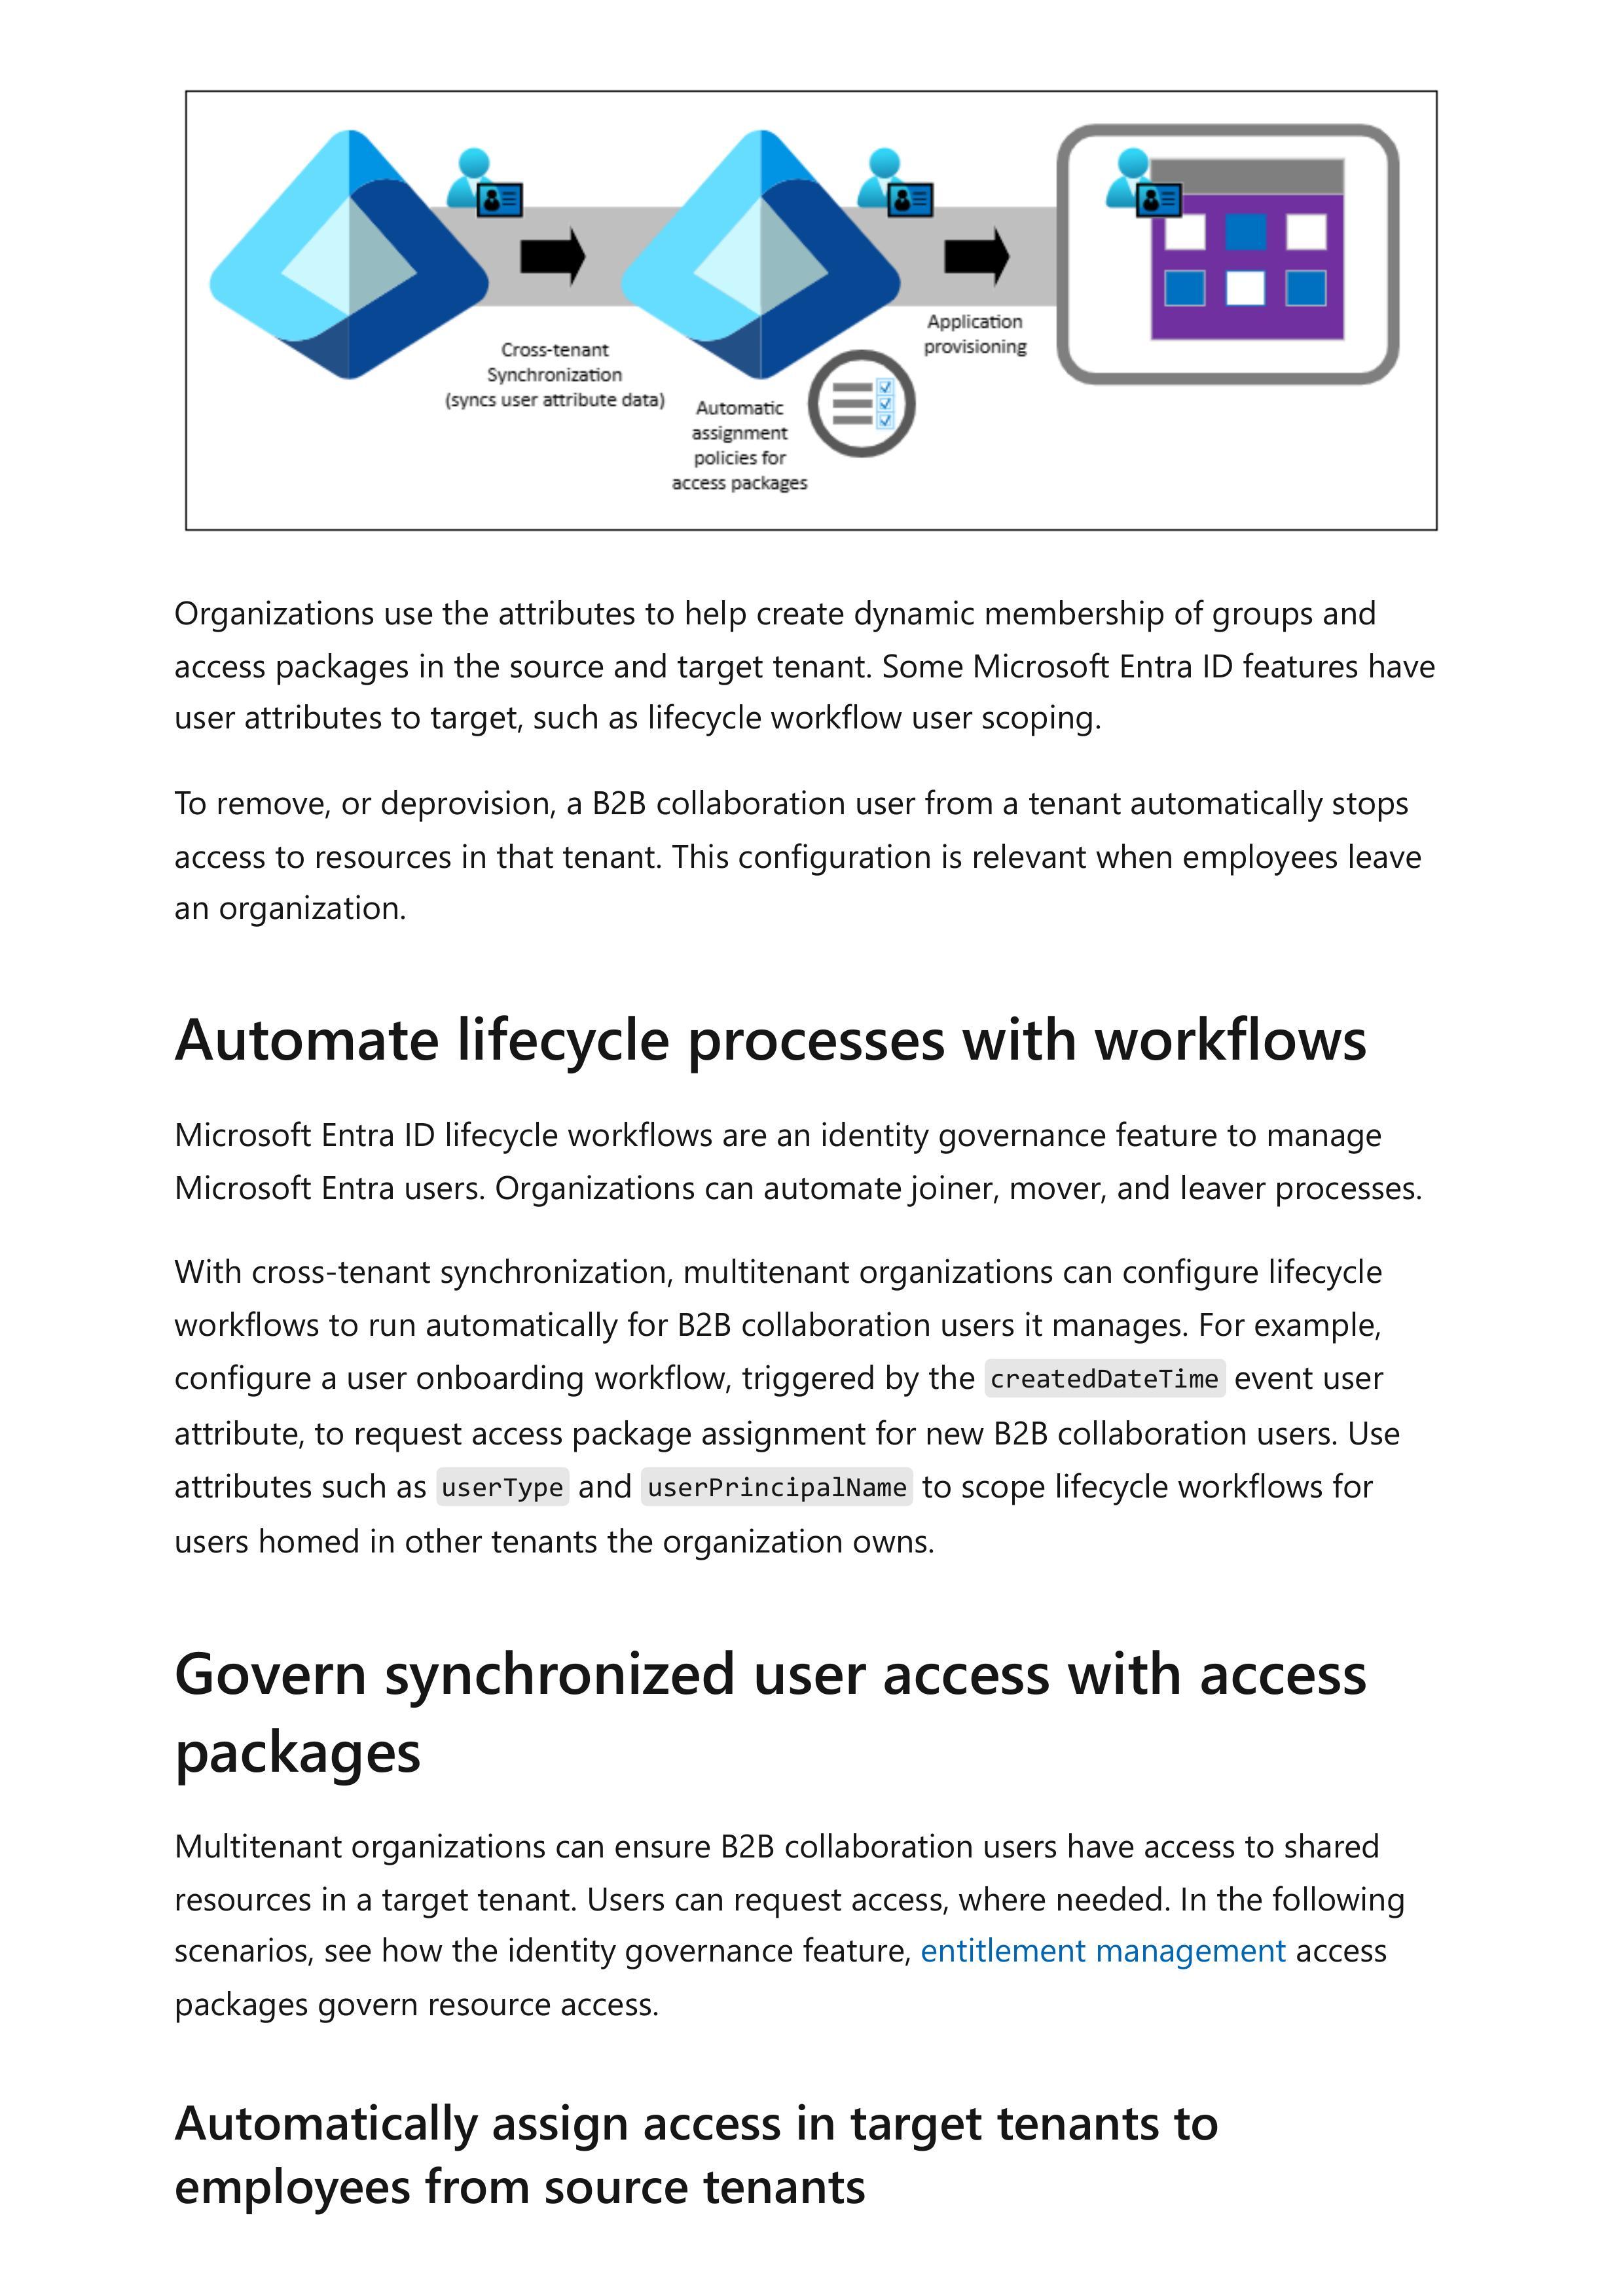 Cross-tenant
Synchronization
(syncs user attribute data)
Automatic
assignment
policies for
access packages
Application
provisioning
Organizations use the attributes to help create dynamic membership of groups and
access packages in the source and target tenant. Some Microsoft Entra ID features have
user attributes to target, such as lifecycle workflow user scoping.
To remove, or deprovision, a B2B collaboration user from a tenant automatically stops
access to resources in that tenant. This configuration is relevant when employees leave
an organization.
Automate lifecycle processes with workflows
Microsoft Entra ID lifecycle workflows are an identity governance feature to manage
Microsoft Entra users. Organizations can automate joiner, mover, and leaver processes.
With cross-tenant synchronization, multitenant organizations can configure lifecycle
workflows to run automatically for B2B collaboration users it manages. For example,
configure a user onboarding workflow, triggered by the createdDateTime event user
attribute, to request access package assignment for new B2B collaboration users. Use
attributes such as userType and userPrincipalName to scope lifecycle workflows for
users homed in other tenants the organization owns.
Govern synchronized user access with access
packages
Multitenant organizations can ensure B2B collaboration users have access to shared
resources in a target tenant. Users can request access, where needed. In the following
scenarios, see how the identity governance feature, entitlement management access
packages govern resource access.
Automatically assign access in target tenants to
employees from source tenants